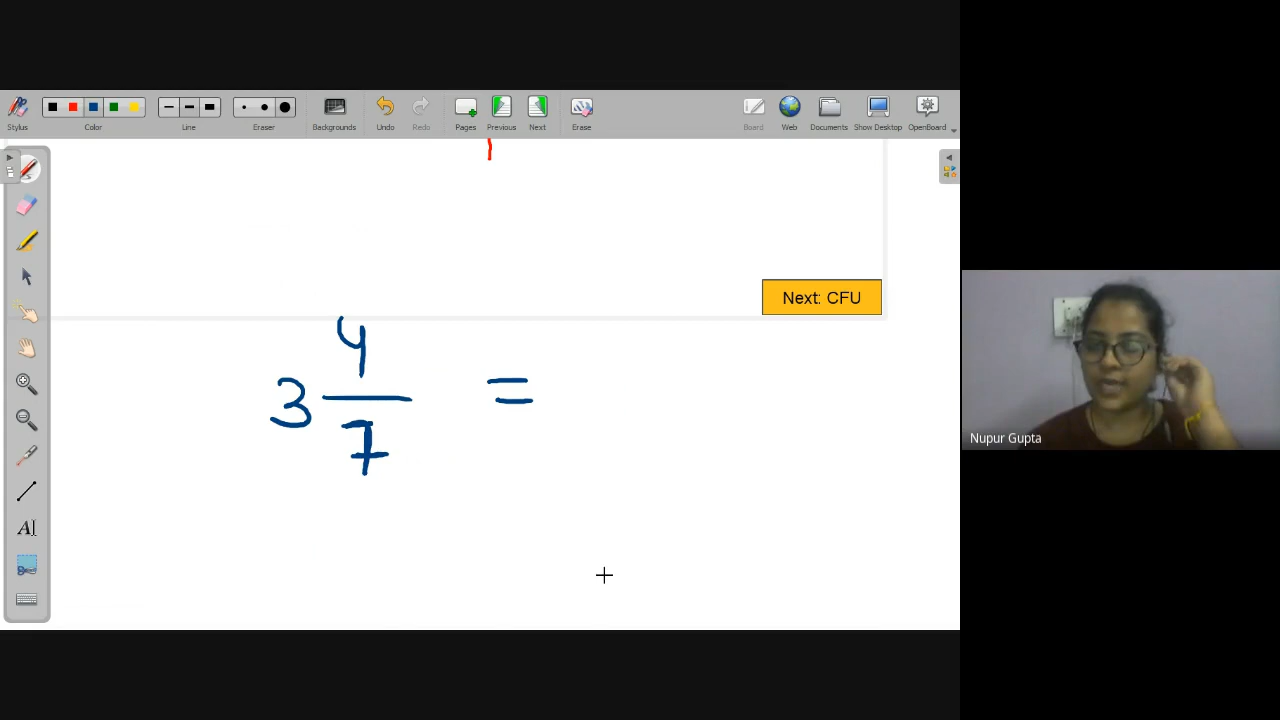 Stylus Color Line Eraser Backgrounds Undo Redo Pages Previous Next Erase Board Web Documents Show Desktop OpenBoard
Next: CFU
3 4/7 =
Nupur Gupta